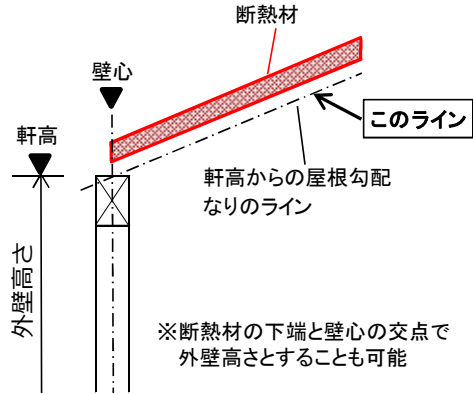 断熱材
壁心
このライン
軒高
軒高からの屋根勾配
なりのライン
外壁高さ
※断熱材の下端と壁心の交点で
外壁高さとすることも可能